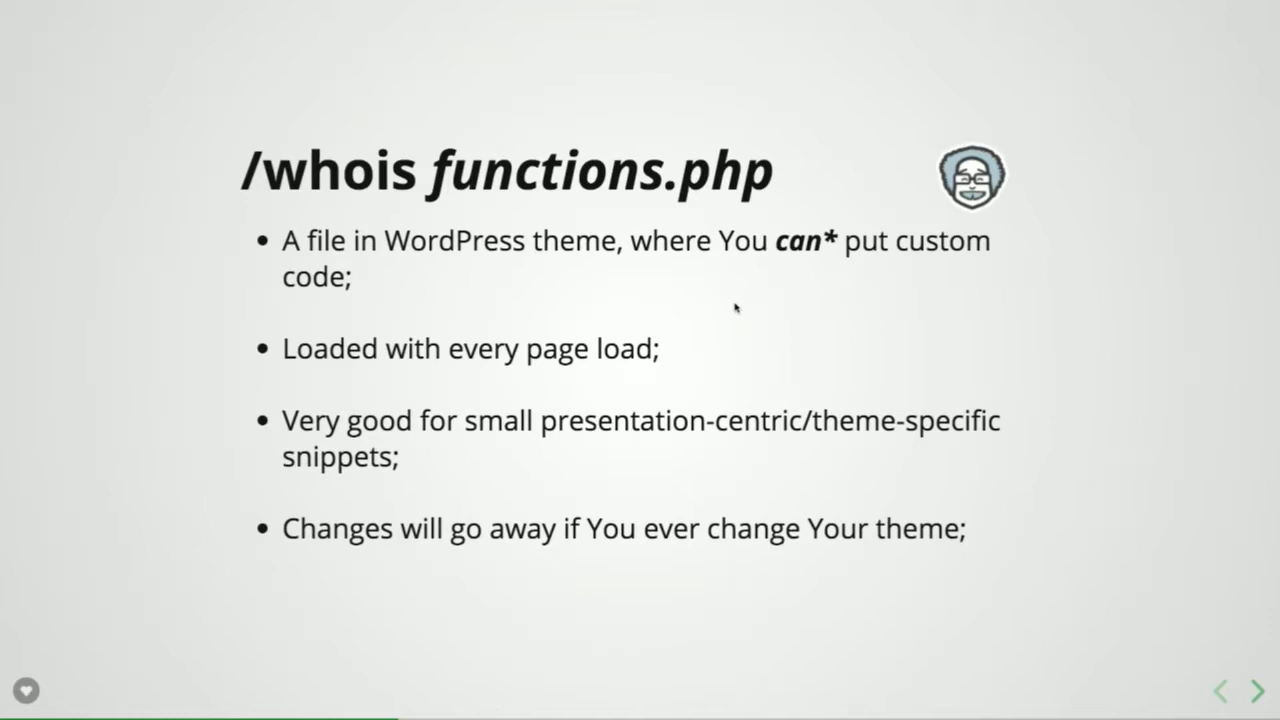 /whois functions.php
A file in WordPress theme, where You can* put custom
code;
Loaded with every page load;
Very good for small presentation-centric/theme-specific
snippets;
Changes will go away if You ever change Your theme;